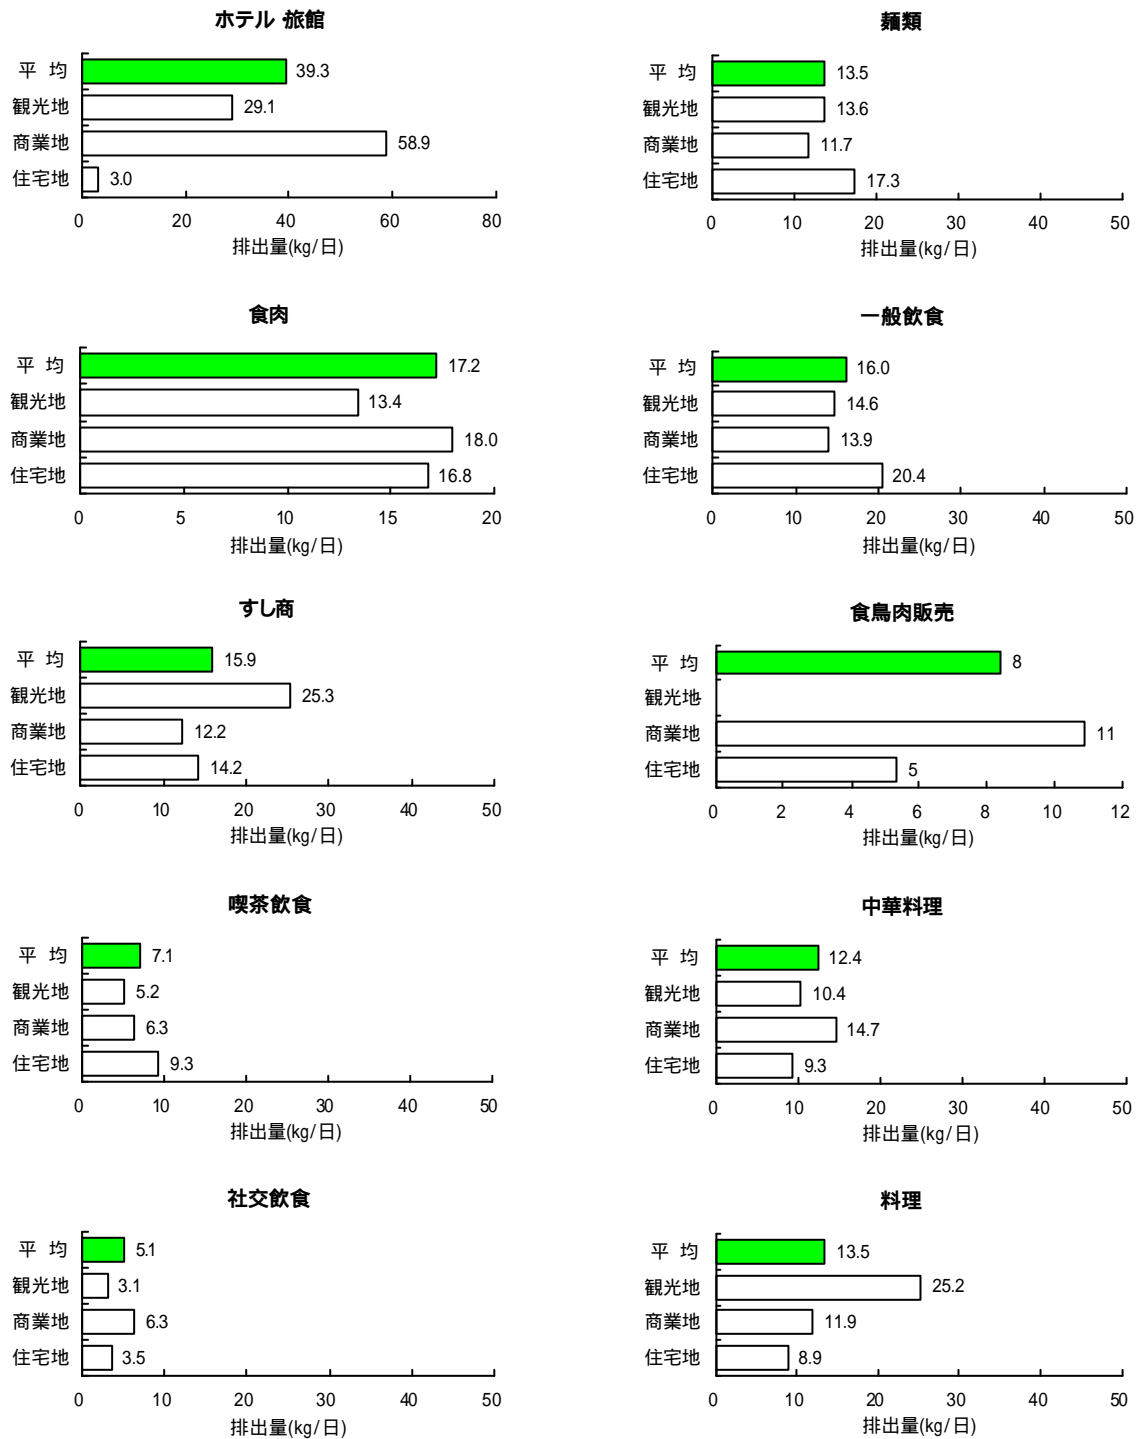 ホテル・旅館
平 均 39.3
観光地 29.1
商業地 58.9
住宅地 3.0
0 20 40 60 80
排出量(kg/日)
麺類
平 均 13.5
観光地 13.6
商業地 11.7
住宅地 17.3
0 10 20 30 40 50
排出量(kg/日)
食肉
平 均 17.2
観光地 13.4
商業地 18.0
住宅地 16.8
0 5 10 15 20
排出量(kg/日)
一般飲食
平 均 16.0
観光地 14.6
商業地 13.9
住宅地 20.4
0 10 20 30 40 50
排出量(kg/日)
すし商
平 均 15.9
観光地 25.3
商業地 12.2
住宅地 14.2
0 10 20 30 40 50
排出量(kg/日)
食鳥肉販売
平 均 8
観光地
商業地 11
住宅地 5
0 2 4 6 8 10 12
排出量(kg/日)
喫茶飲食
平 均 7.1
観光地 5.2
商業地 6.3
住宅地 9.3
0 10 20 30 40 50
排出量(kg/日)
中華料理
平 均 12.4
観光地 10.4
商業地 14.7
住宅地 9.3
0 10 20 30 40 50
排出量(kg/日)
社交飲食
平 均 5.1
観光地 3.1
商業地 6.3
住宅地 3.5
0 10 20 30 40 50
排出量(kg/日)
料理
平 均 13.5
観光地 25.2
商業地 11.9
住宅地 8.9
0 10 20 30 40 50
排出量(kg/日)